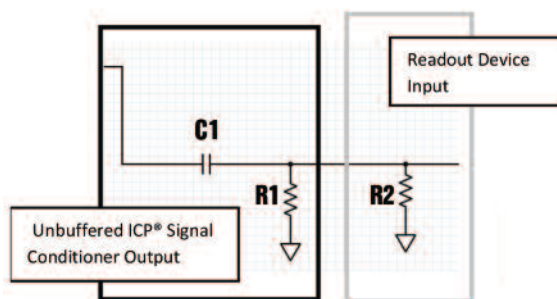 Readout Device
Input
C1
R1
R2
Unbuffered ICP® Signal
Conditioner Output